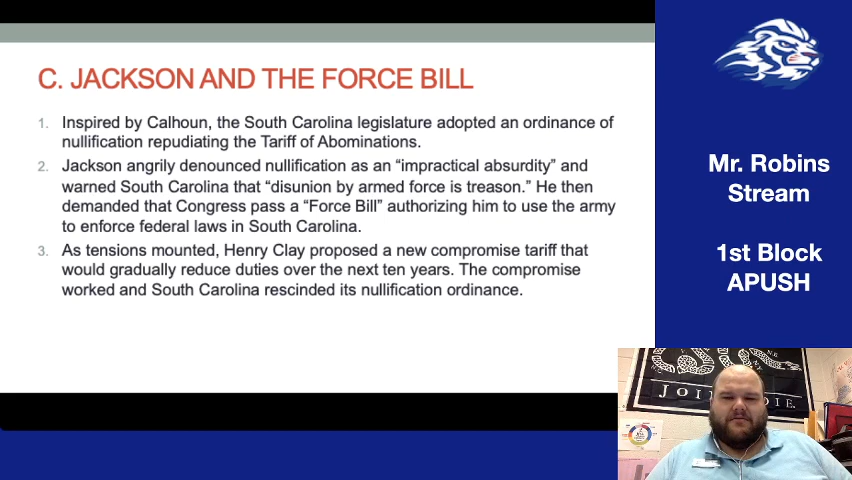 C. JACKSON AND THE FORCE BILL
1. Inspired by Calhoun, the South Carolina legislature adopted an ordinance of
nullification repudiating the Tariff of Abominations.
2. Jackson angrily denounced nullification as an “impractical absurdity” and
warned South Carolina that “disunion by armed force is treason.” He then
demanded that Congress pass a “Force Bill” authorizing him to use the army
to enforce federal laws in South Carolina.
3. As tensions mounted, Henry Clay proposed a new compromise tariff that
would gradually reduce duties over the next ten years. The compromise
worked and South Carolina rescinded its nullification ordinance.
Mr. Robins
Stream
1st Block
APUSH
JOIN
DIE.